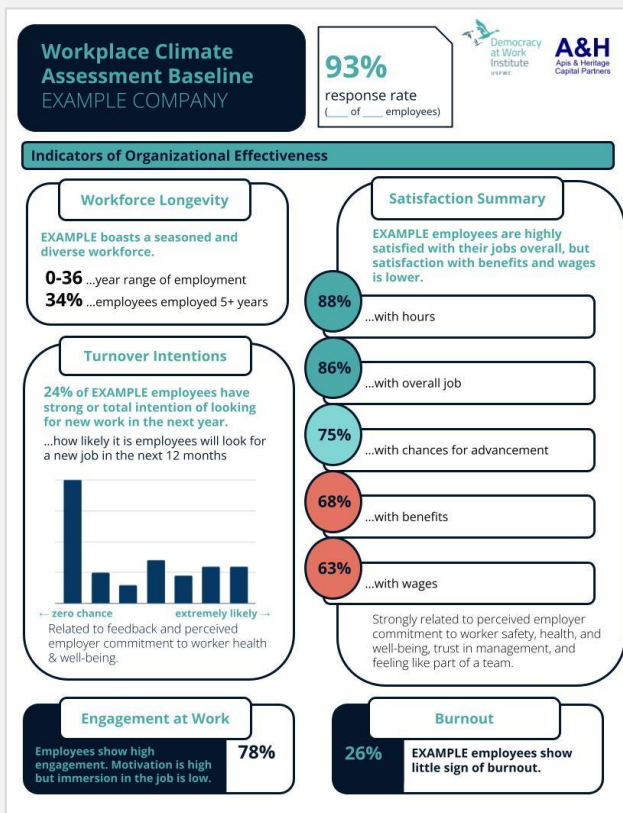 Workplace Climate
Assessment Baseline
EXAMPLE COMPANY
93%
response rate
(____ of ____ employees)
Democracy
at Work
Institute
USFWC
A&H
Apis & Heritage
Capital Partners
Indicators of Organizational Effectiveness
Workforce Longevity
EXAMPLE boasts a seasoned and
diverse workforce.
0-36 ...year range of employment
34% ...employees employed 5+ years
Turnover Intentions
24% of EXAMPLE employees have
strong or total intention of looking
for new work in the next year.
...how likely it is employees will look for
a new job in the next 12 months
← zero chance
extremely likely →
Related to feedback and perceived
employer commitment to worker health
& well-being.
Satisfaction Summary
EXAMPLE employees are highly
satisfied with their jobs overall, but
satisfaction with benefits and wages
is lower.
88%
...with hours
86%
...with overall job
75%
...with chances for advancement
68%
...with benefits
63%
...with wages
Strongly related to perceived employer
commitment to worker safety, health, and
well-being, trust in management, and
feeling like part of a team.
Engagement at Work
Employees show high
engagement. Motivation is high
but immersion in the job is low.
78%
Burnout
26%
EXAMPLE employees show
little sign of burnout.